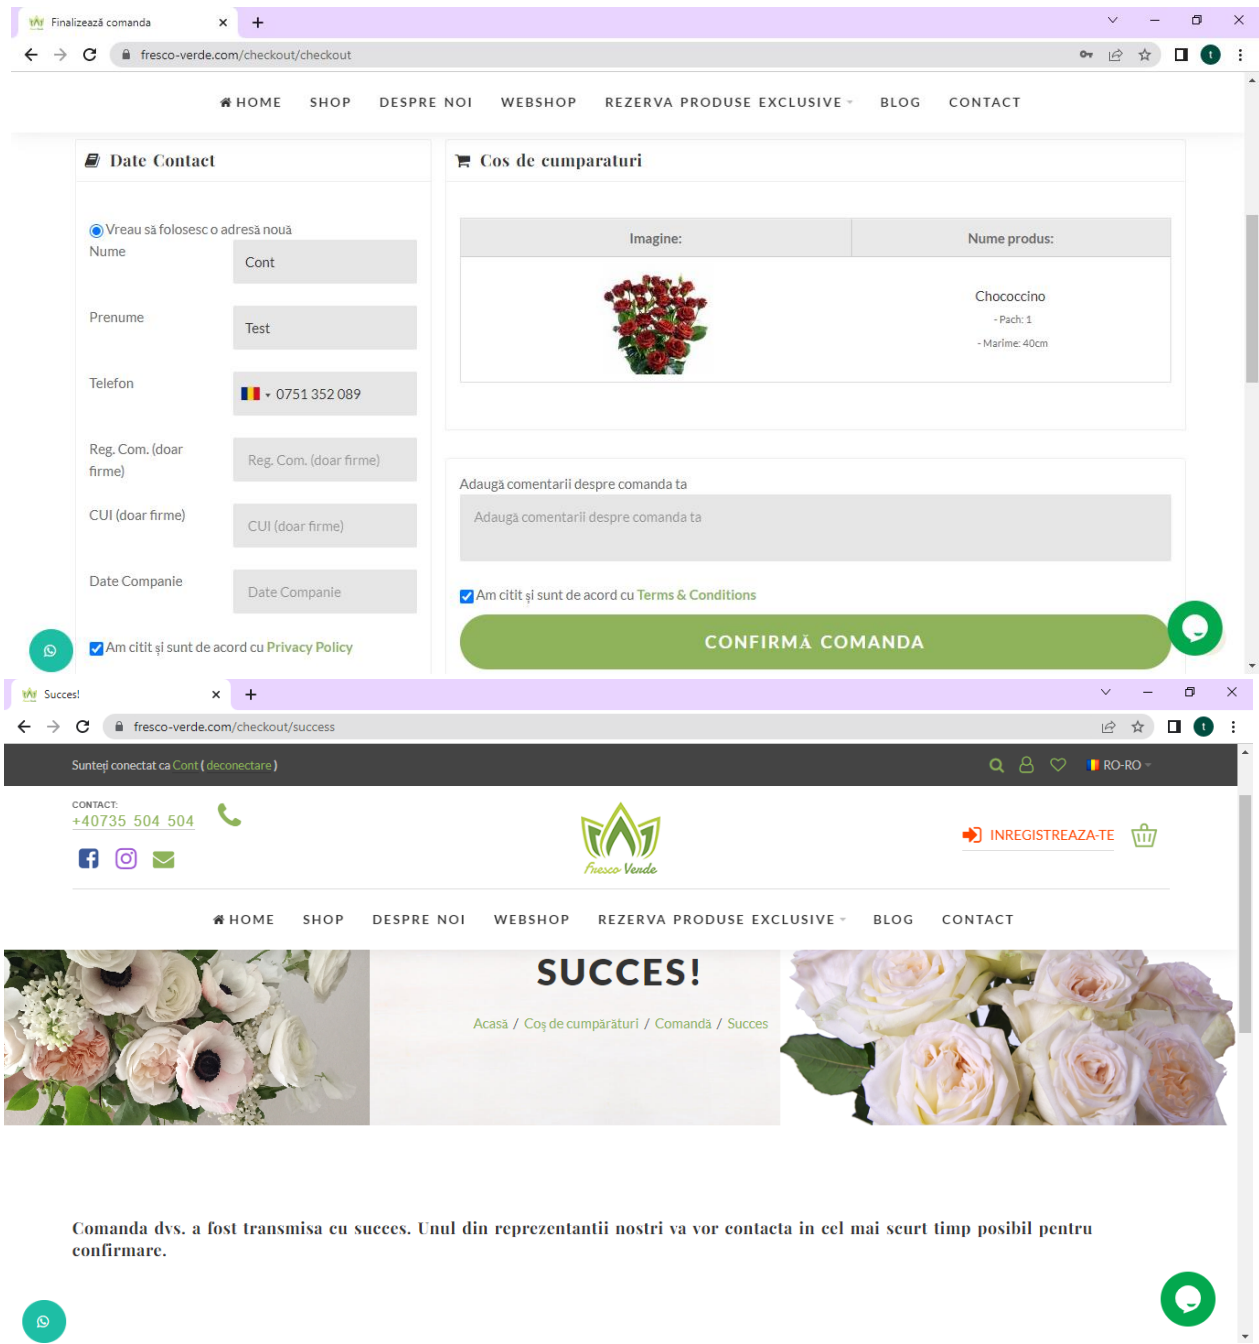 Finalizează comanda
fresco-verde.com/checkout/checkout
t
HOME SHOP DESPRE NOI WEBSHOP REZERVA PRODUSE EXCLUSIVE BLOG CONTACT
Date Contact
Vreau să folosesc o adresă nouă
Nume
Cont
Prenume
Test
Telefon
0751 352 089
Reg. Com. (doar
firme)
Reg. Com. (doar firme)
CUI (doar firme)
CUI (doar firme)
Date Companie
Date Companie
Am citit și sunt de acord cu Privacy Policy
Cos de cumparaturi
Imagine: Nume produs:
Chococcino
- Pach: 1
- Marime: 40cm
Adaugă comentarii despre comanda ta
Adaugă comentarii despre comanda ta
Am citit și sunt de acord cu Terms & Conditions
CONFIRMĂ COMANDA
Succes!
fresco-verde.com/checkout/success
t
Sunteți conectat ca Cont ( deconectare )
RO-RO
CONTACT:
+40735 504 504
Fresco Verde
INREGISTREAZA-TE
HOME SHOP DESPRE NOI WEBSHOP REZERVA PRODUSE EXCLUSIVE BLOG CONTACT
SUCCES!
Acasă / Coș de cumpărături / Comandă / Succes
Comanda dvs. a fost transmisa cu succes. Unul din reprezentantii nostri va vor contacta in cel mai scurt timp posibil pentru
confirmare.